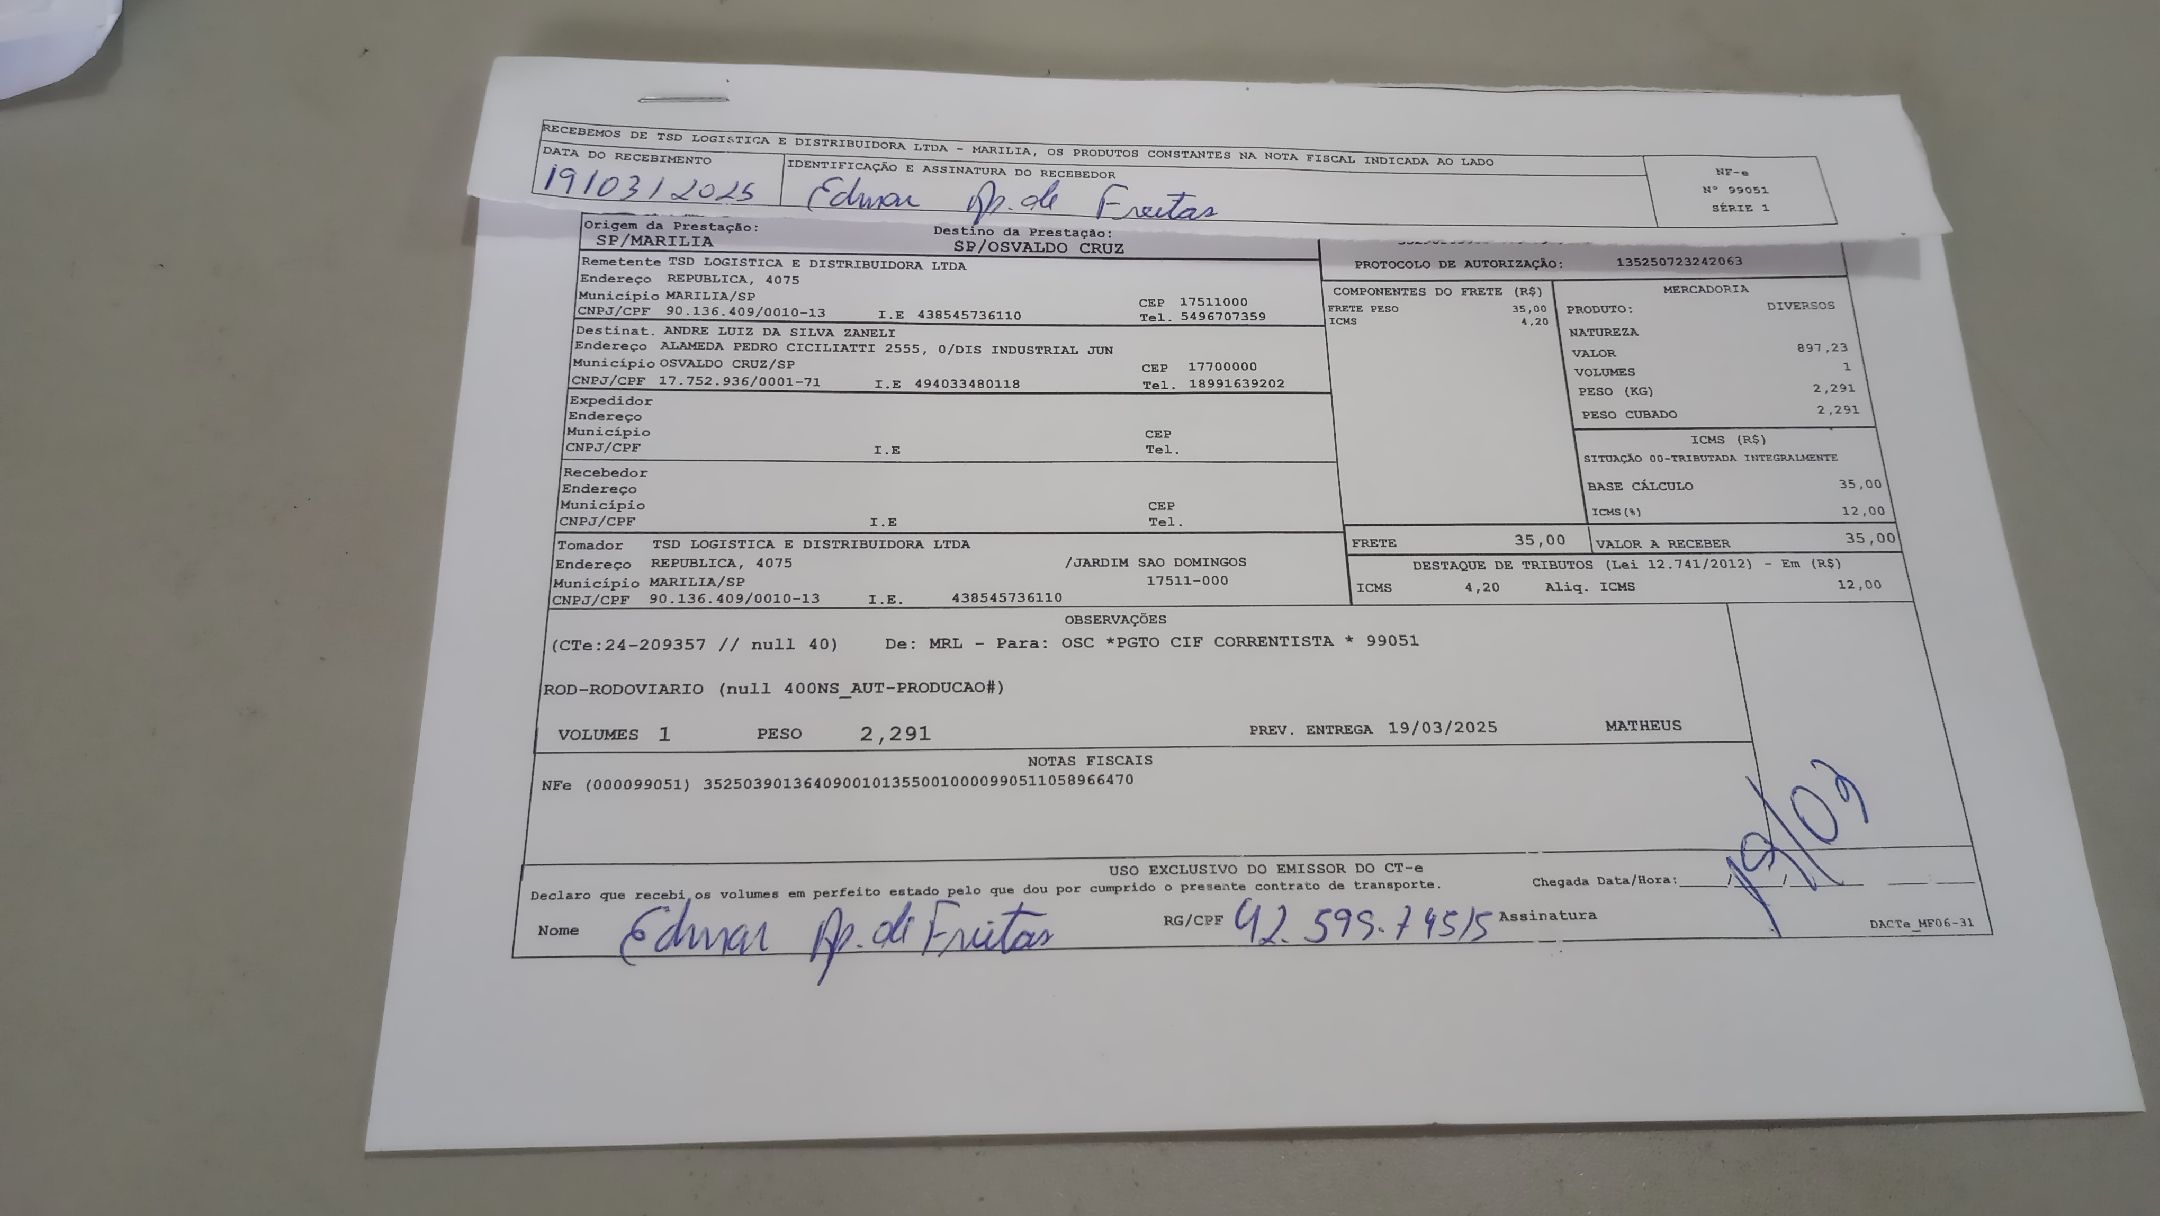 RECEBEMOS DE TSD LOGISTICA E DISTRIBUIDORA LTDA - MARILIA, OS PRODUTOS CONSTANTES NA NOTA FISCAL INDICADA AO LADO
DATA DO RECEBIMENTO IDENTIFICAÇÃO E ASSINATURA DO RECEBEDOR
19/03/2025 Edmar Ap. de Freitas
NF-e
Nº 99051
SÉRIE 1
Origem da Prestação: Destino da Prestação:
SP/MARILIA SP/OSVALDO CRUZ
Remetente TSD LOGISTICA E DISTRIBUIDORA LTDA
Endereço REPUBLICA, 4075
Município MARILIA/SP CEP 17511000
CNPJ/CPF 90.136.409/0010-13 I.E 438545736110 Tel. 5496707359
Destinat. ANDRE LUIZ DA SILVA ZANELI
Endereço ALAMEDA PEDRO CICILIATTI 2555, 0/DIS INDUSTRIAL JUN
Município OSVALDO CRUZ/SP CEP 17700000
CNPJ/CPF 17.752.936/0001-71 I.E 494033480118 Tel. 18991639202
Expedidor
Endereço
Município CEP
CNPJ/CPF I.E Tel.
Recebedor
Endereço
Município CEP
CNPJ/CPF I.E Tel.
Tomador TSD LOGISTICA E DISTRIBUIDORA LTDA
Endereço REPUBLICA, 4075 /JARDIM SAO DOMINGOS
Município MARILIA/SP 17511-000
CNPJ/CPF 90.136.409/0010-13 I.E. 438545736110
PROTOCOLO DE AUTORIZAÇÃO: 135250723242063
COMPONENTES DO FRETE (R$)
FRETE PESO 35,00
ICMS 4,20
MERCADORIA
PRODUTO: DIVERSOS
NATUREZA
VALOR 897,23
VOLUMES 1
PESO (KG) 2,291
PESO CUBADO 2,291
ICMS (R$)
SITUAÇÃO 00-TRIBUTADA INTEGRALMENTE
BASE CÁLCULO 35,00
ICMS(%) 12,00
FRETE 35,00 VALOR A RECEBER 35,00
DESTAQUE DE TRIBUTOS (Lei 12.741/2012) - Em (R$)
ICMS 4,20 Aliq. ICMS 12,00
OBSERVAÇÕES
(CTe:24-209357 // null 40) De: MRL - Para: OSC *PGTO CIF CORRENTISTA * 99051
ROD-RODOVIARIO (null 400NS_AUT-PRODUCAO#)
VOLUMES 1 PESO 2,291 PREV. ENTREGA 19/03/2025 MATHEUS
NOTAS FISCAIS
NFe (000099051) 35250390136409001013550010000990511058966470
USO EXCLUSIVO DO EMISSOR DO CT-e
Declaro que recebi os volumes em perfeito estado pelo que dou por cumprido o presente contrato de transporte. Chegada Data/Hora: / /
19/03
Nome Edmar Ap. de Freitas RG/CPF 42.595.745/5 Assinatura
DACTe_MF06-31